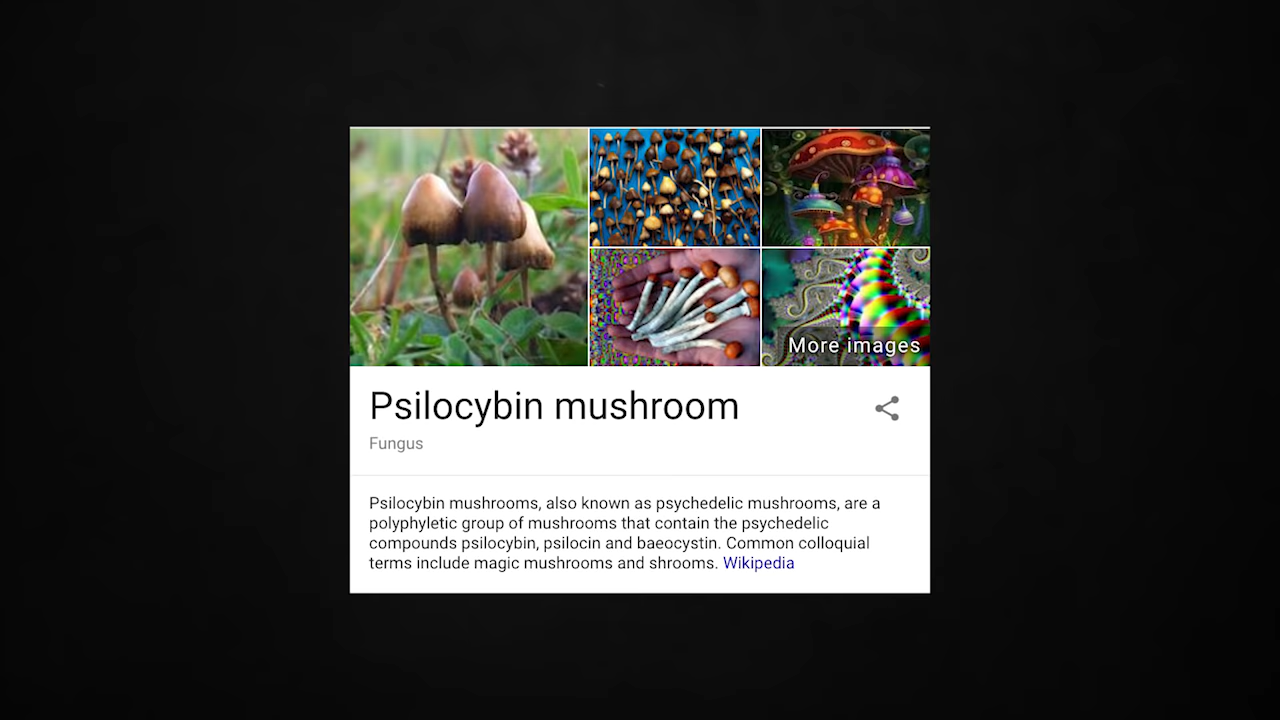 More images
Psilocybin mushroom
Fungus
Psilocybin mushrooms, also known as psychedelic mushrooms, are a
polyphyletic group of mushrooms that contain the psychedelic
compounds psilocybin, psilocin and baeocystin. Common colloquial
terms include magic mushrooms and shrooms. Wikipedia